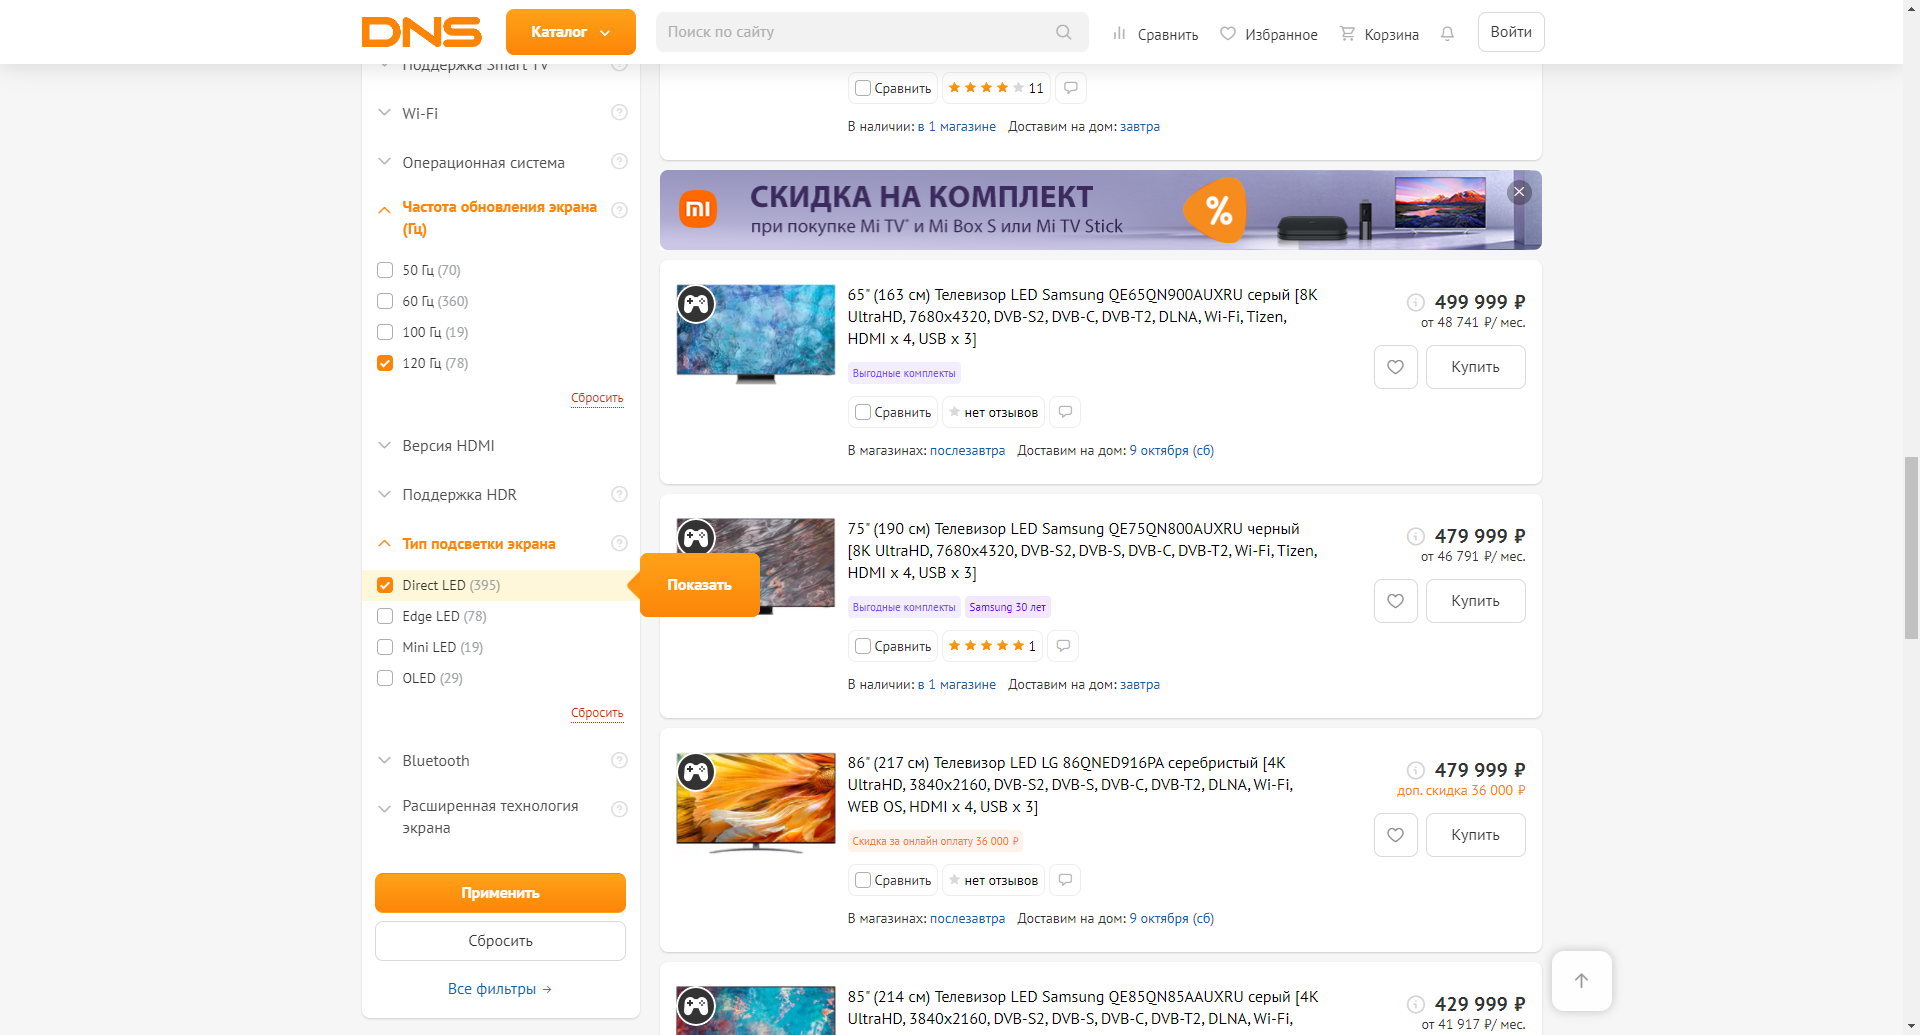 DNS
Каталог
Поиск по сайту
Сравнить
Избранное
Корзина
Войти
Поддержка Smart TV
Wi-Fi
Операционная система
Частота обновления экрана
(Гц)
50 Гц (70)
60 Гц (360)
100 Гц (19)
120 Гц (78)
Сбросить
Версия HDMI
Поддержка HDR
Тип подсветки экрана
Direct LED (395)
Показать
Edge LED (78)
Mini LED (19)
OLED (29)
Сбросить
Bluetooth
Расширенная технология
экрана
Применить
Сбросить
Все фильтры →
Сравнить
11
В наличии: в 1 магазине Доставим на дом: завтра
mi
СКИДКА НА КОМПЛЕКТ
при покупке Mi TV* и Mi Box S или Mi TV Stick
%
65" (163 см) Телевизор LED Samsung QE65QN900AUXRU серый [8K
UltraHD, 7680x4320, DVB-S2, DVB-C, DVB-T2, DLNA, Wi-Fi, Tizen,
HDMI x 4, USB x 3]
499 999 ₽
от 48 741 ₽/ мес.
Выгодные комплекты
Купить
Сравнить
нет отзывов
В магазинах: послезавтра Доставим на дом: 9 октября (сб)
75" (190 см) Телевизор LED Samsung QE75QN800AUXRU черный
[8K UltraHD, 7680x4320, DVB-S2, DVB-S, DVB-C, DVB-T2, Wi-Fi, Tizen,
HDMI x 4, USB x 3]
479 999 ₽
от 46 791 ₽/ мес.
Выгодные комплекты
Samsung 30 лет
Купить
Сравнить
1
В наличии: в 1 магазине Доставим на дом: завтра
86" (217 см) Телевизор LED LG 86QNED916PA серебристый [4K
UltraHD, 3840x2160, DVB-S2, DVB-S, DVB-C, DVB-T2, DLNA, Wi-Fi,
WEB OS, HDMI x 4, USB x 3]
479 999 ₽
доп. скидка 36 000 ₽
Скидка за онлайн оплату 36 000 ₽
Купить
Сравнить
нет отзывов
В магазинах: послезавтра Доставим на дом: 9 октября (сб)
85" (214 см) Телевизор LED Samsung QE85QN85AAUXRU серый [4K
UltraHD, 3840x2160, DVB-S2, DVB-S, DVB-C, DVB-T2, DLNA, Wi-Fi,
429 999 ₽
от 41 917 ₽/ мес.